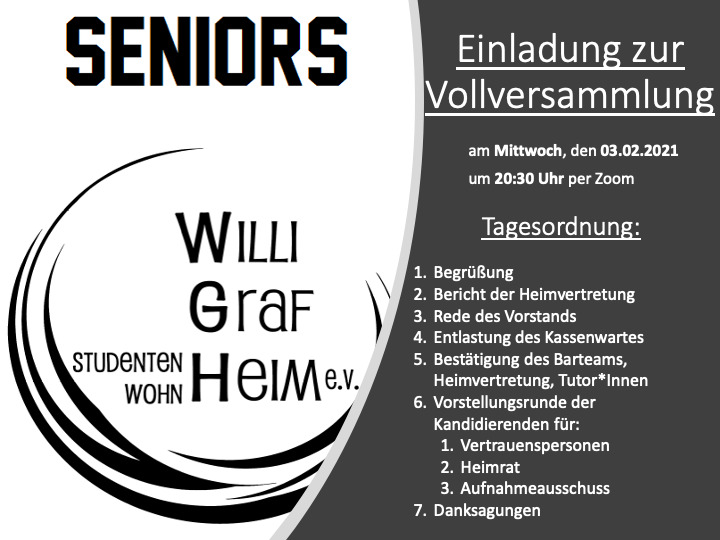 SENIORS
WILLI
GRAF
STUDENTEN
WOHN HEIM e.V.
Einladung zur
Vollversammlung
am Mittwoch, den 03.02.2021
um 20:30 Uhr per Zoom
Tagesordnung:
1. Begrüßung
2. Bericht der Heimvertretung
3. Rede des Vorstands
4. Entlastung des Kassenwartes
5. Bestätigung des Barteams,
Heimvertretung, Tutor*Innen
6. Vorstellungsrunde der
Kandidierenden für:
1. Vertrauenspersonen
2. Heimrat
3. Aufnahmeausschuss
7. Danksagungen